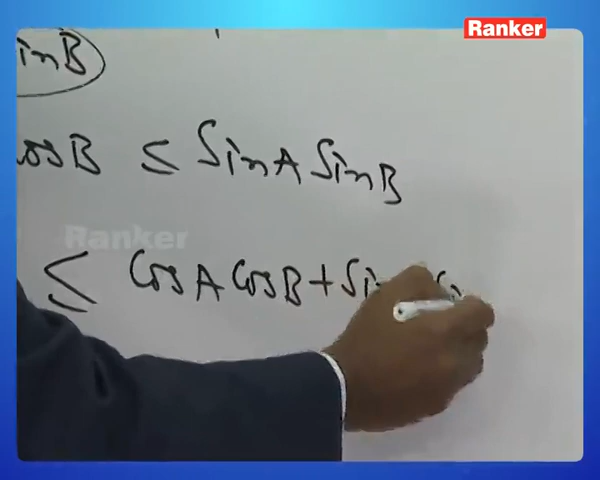 Ranker
inB
osB ≤ SinA SinB
Ranker
≤ CosA CosB + Si